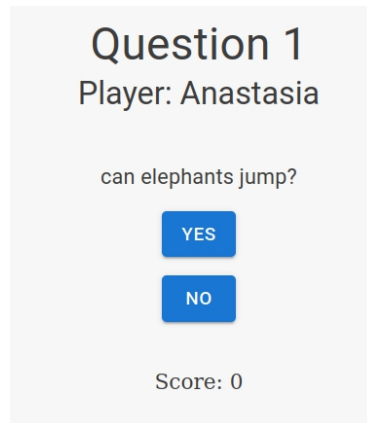 Question 1
Player: Anastasia
can elephants jump?
YES
NO
Score: 0